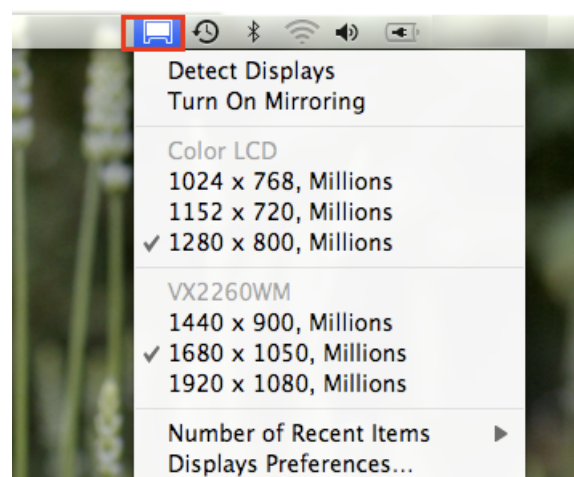 Detect Displays
Turn On Mirroring
Color LCD
1024 x 768, Millions
1152 x 720, Millions
1280 x 800, Millions
VX2260WM
1440 x 900, Millions
1680 x 1050, Millions
1920 x 1080, Millions
Number of Recent Items
Displays Preferences...